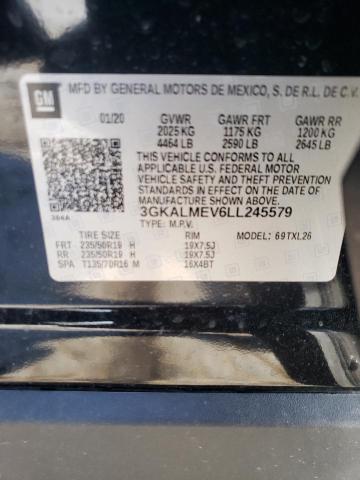 GM
MFD BY GENERAL MOTORS DE MEXICO, S. DE R.L. DE C.V.
01/20 GVWR GAWR FRT GAWR RR
2025 KG 1175 KG 1200 KG
4464 LB 2590 LB 2645 LB
THIS VEHICLE CONFORMS TO ALL
APPLICABLE U.S. FEDERAL MOTOR
VEHICLE SAFETY AND THEFT
PREVENTION STANDARDS IN
EFFECT ON THE DATE OF
MANUFACTURE SHOWN ABOVE.
384A 3GKALMEV6LL245579
TYPE: M.P.V.
TIRE SIZE RIM MODEL: 69TXL26
FRT 235/50R19 H 19X7.5J
RR 235/50R19 H 19X7.5J
SPA T135/70R16 M 16X4BT